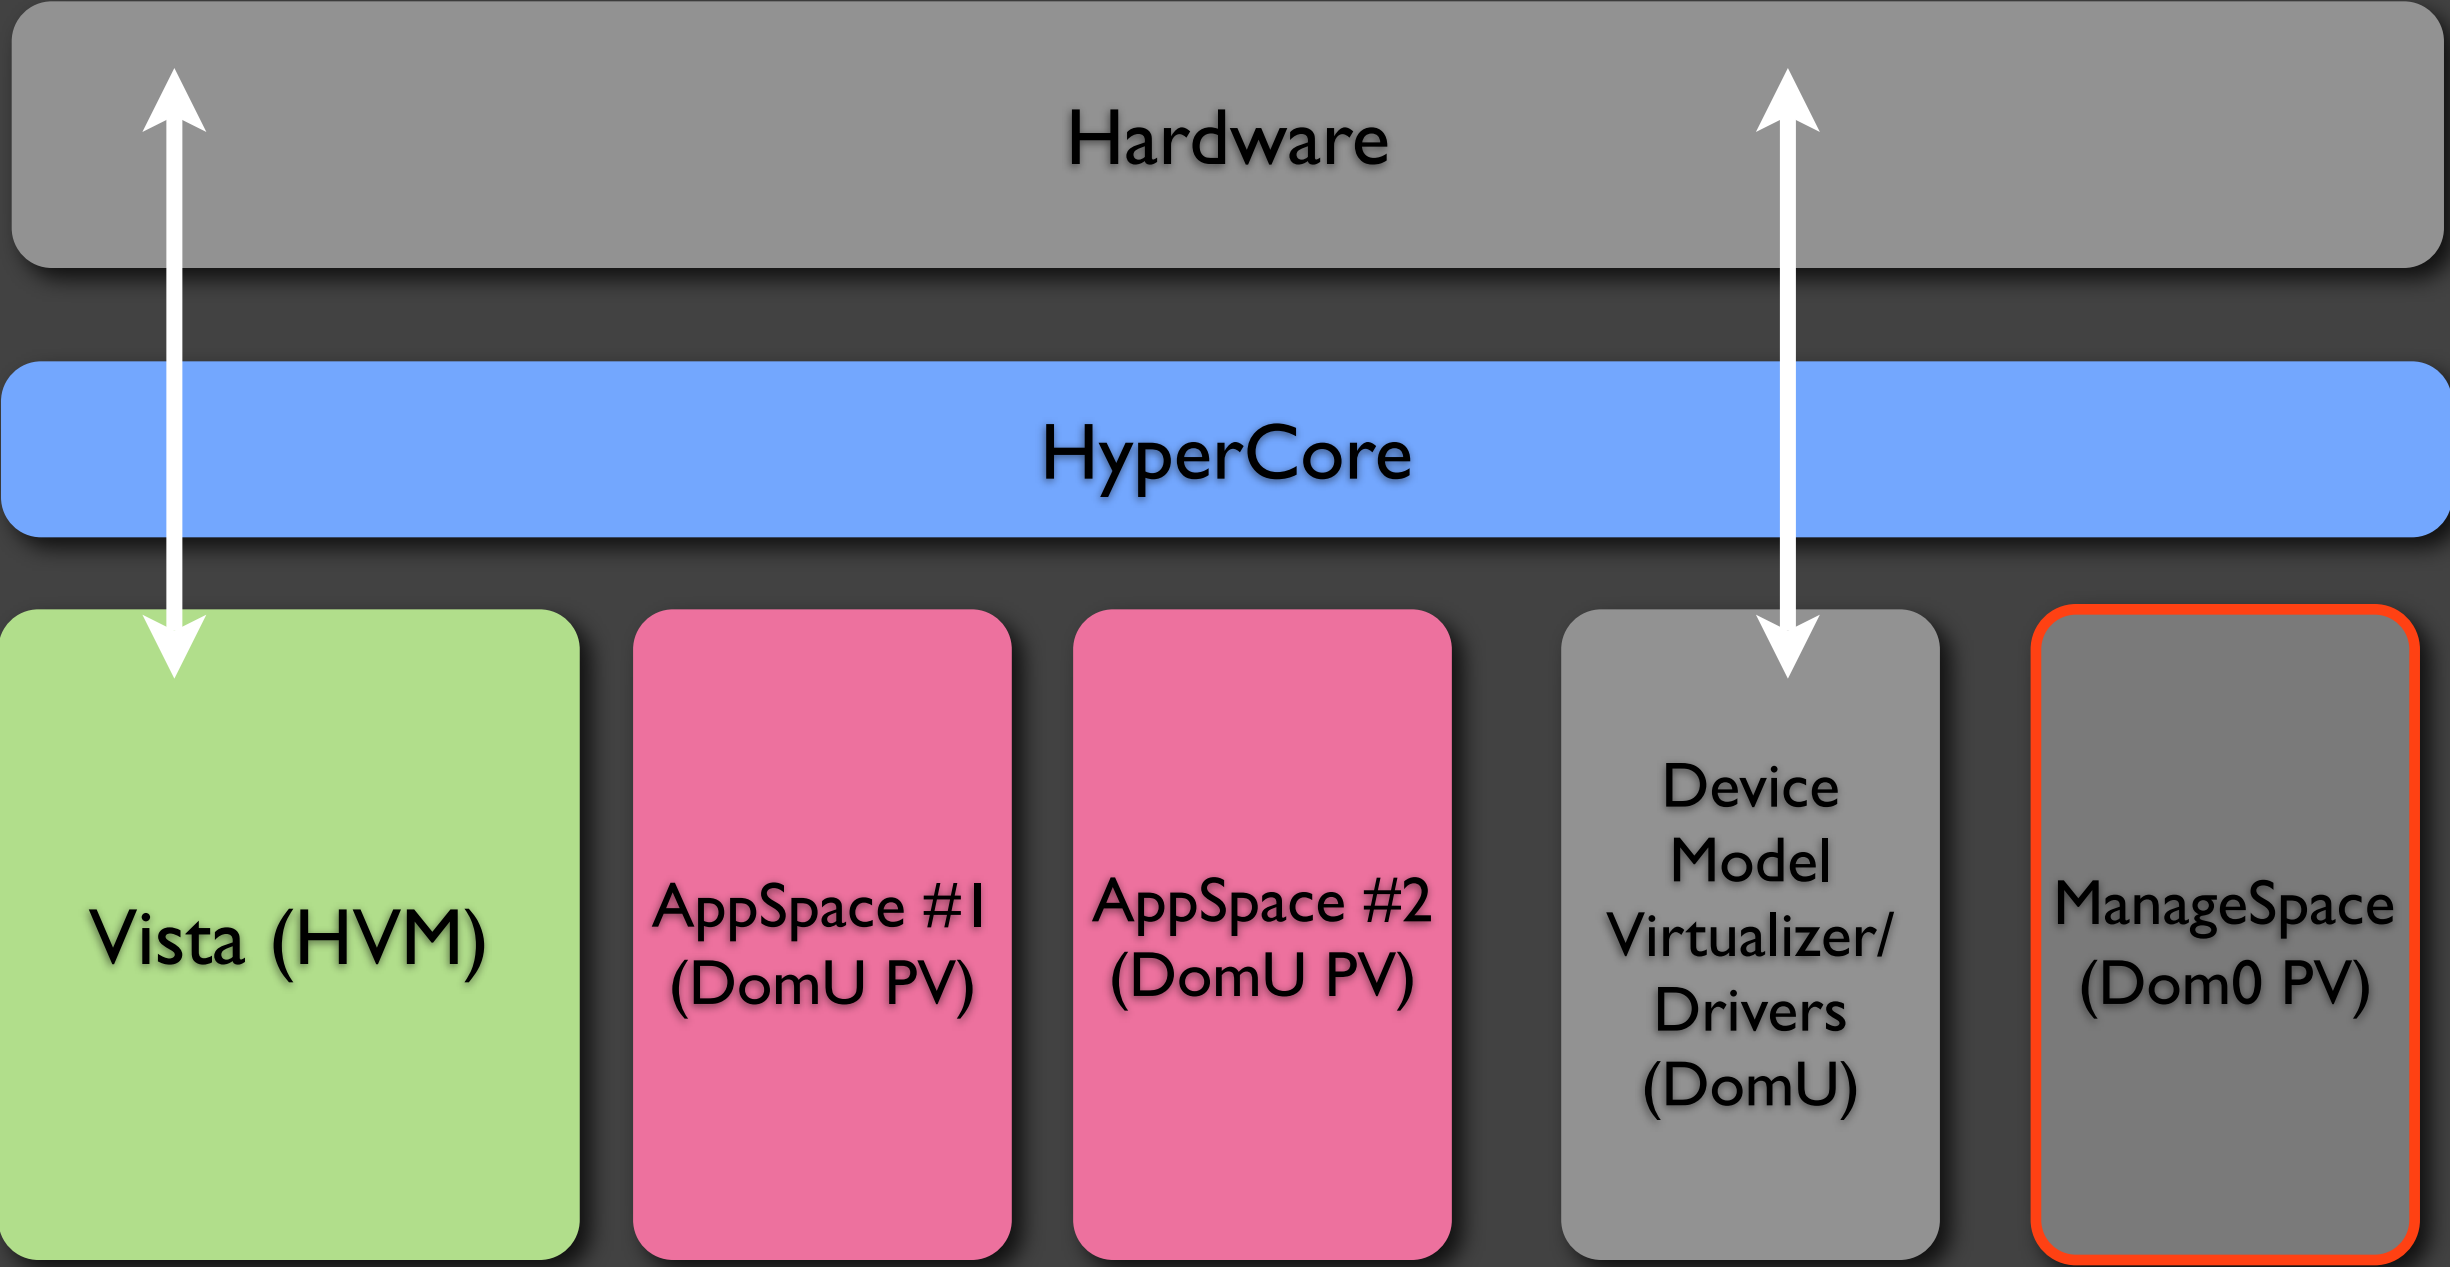 Hardware
HyperCore
Vista (HVM)
AppSpace #1
(DomU PV)
AppSpace #2
(DomU PV)
Device
Model
Virtualizer/
Drivers
(DomU)
ManageSpace
(Dom0 PV)